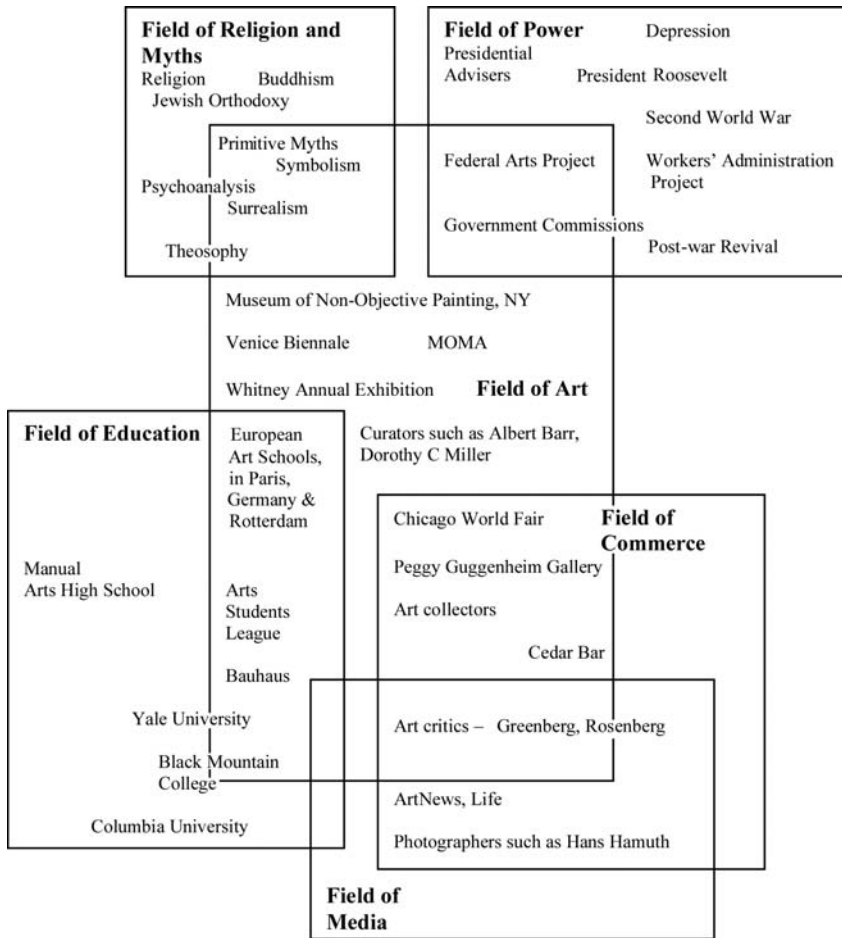 Field of Religion and
Myths
Religion Buddhism
Jewish Orthodoxy
Primitive Myths
Symbolism
Psychoanalysis
Surrealism
Theosophy
Field of Power
Depression
Presidential
Advisers
President Roosevelt
Second World War
Federal Arts Project
Workers' Administration
Project
Government Commissions
Post-war Revival
Museum of Non-Objective Painting, NY
Venice Biennale
MOMA
Whitney Annual Exhibition
Field of Art
Curators such as Albert Barr,
Dorothy C Miller
Field of Education
European
Art Schools,
in Paris,
Germany &
Rotterdam
Manual
Arts High School
Arts
Students
League
Bauhaus
Yale University
Black Mountain
College
Columbia University
Chicago World Fair
Field of
Commerce
Peggy Guggenheim Gallery
Art collectors
Cedar Bar
Art critics – Greenberg, Rosenberg
ArtNews, Life
Photographers such as Hans Hamuth
Field of
Media